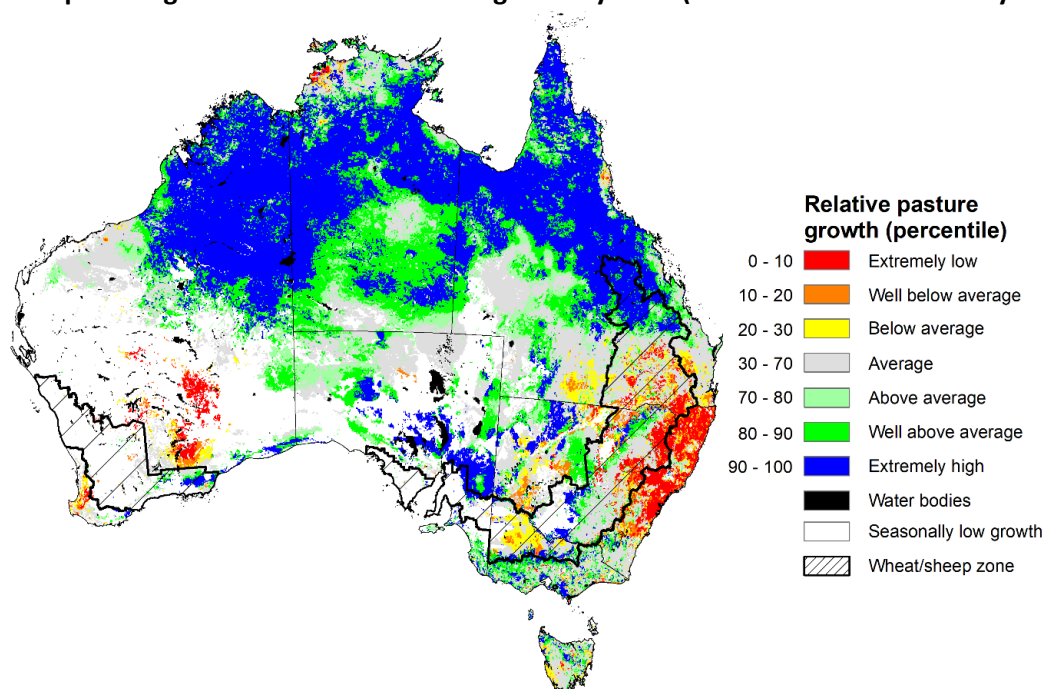 Relative pasture
growth (percentile)
0 - 10 Extremely low
10 - 20 Well below average
20 - 30 Below average
30 - 70 Average
70 - 80 Above average
80 - 90 Well above average
90 - 100 Extremely high
Water bodies
Seasonally low growth
Wheat/sheep zone